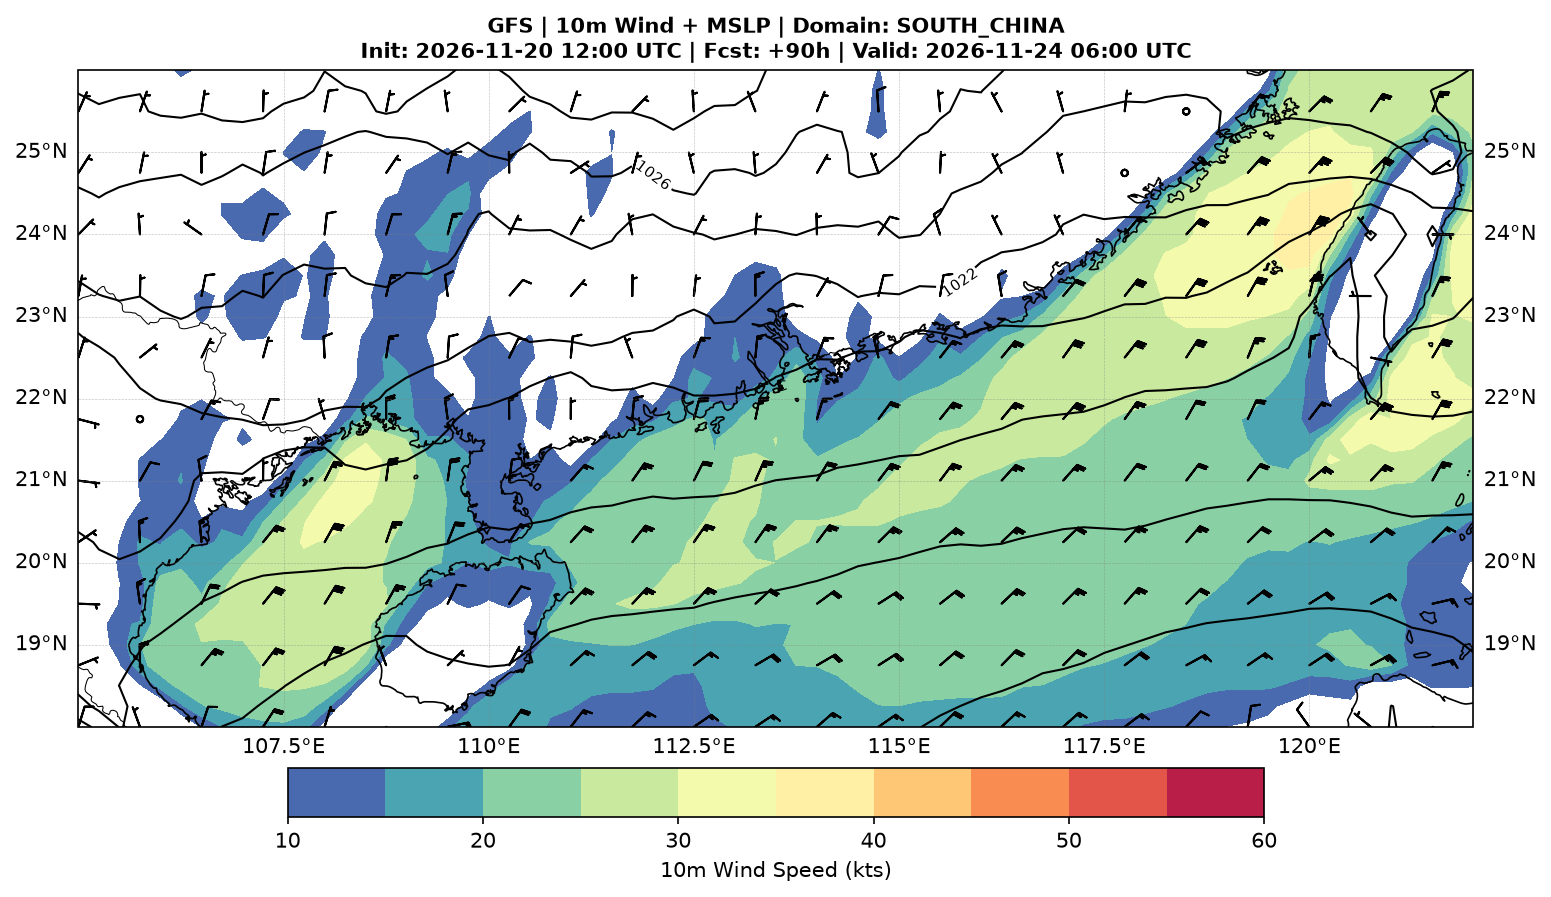 GFS | 10m Wind + MSLP | Domain: SOUTH_CHINA
Init: 2026-11-20 12:00 UTC | Fcst: +90h | Valid: 2026-11-24 06:00 UTC
25°N 25°N
1026
24°N 24°N
1022
23°N 23°N
22°N 22°N
21°N 21°N
20°N 20°N
19°N 19°N
107.5°E 110°E 112.5°E 115°E 117.5°E 120°E
10 20 30 40 50 60
10m Wind Speed (kts)